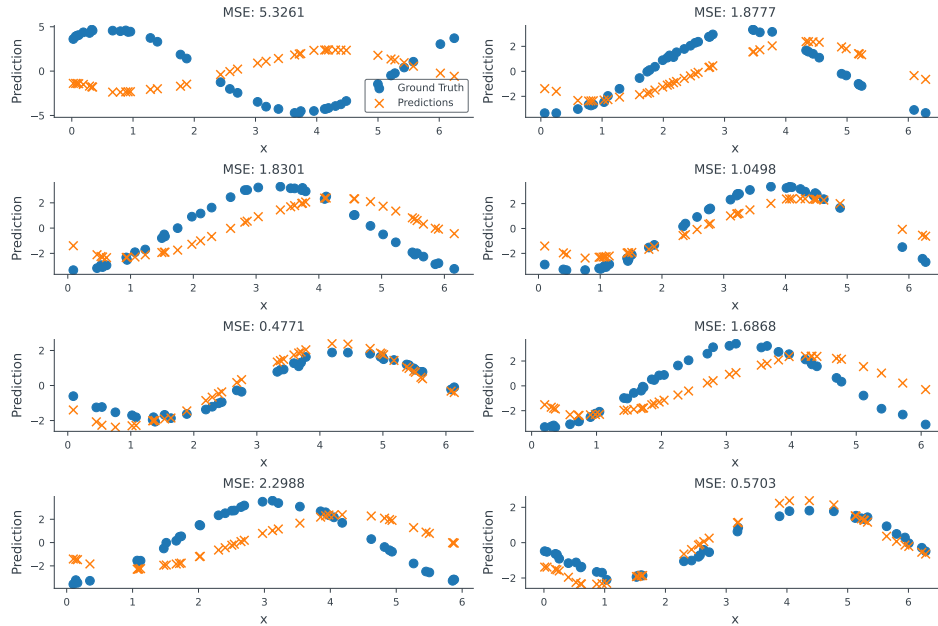 MSE: 5.3261
Prediction
5
0
−5
0 1 2 3 4 5 6
x
Ground Truth
Predictions
MSE: 1.8777
Prediction
2
0
−2
0 1 2 3 4 5 6
x
MSE: 1.8301
Prediction
2
0
−2
0 1 2 3 4 5 6
x
MSE: 1.0498
Prediction
2
0
−2
0 1 2 3 4 5 6
x
MSE: 0.4771
Prediction
2
0
−2
0 1 2 3 4 5 6
x
MSE: 1.6868
Prediction
2
0
−2
0 1 2 3 4 5 6
x
MSE: 2.2988
Prediction
2
0
−2
0 1 2 3 4 5 6
x
MSE: 0.5703
Prediction
2
0
−2
0 1 2 3 4 5 6
x